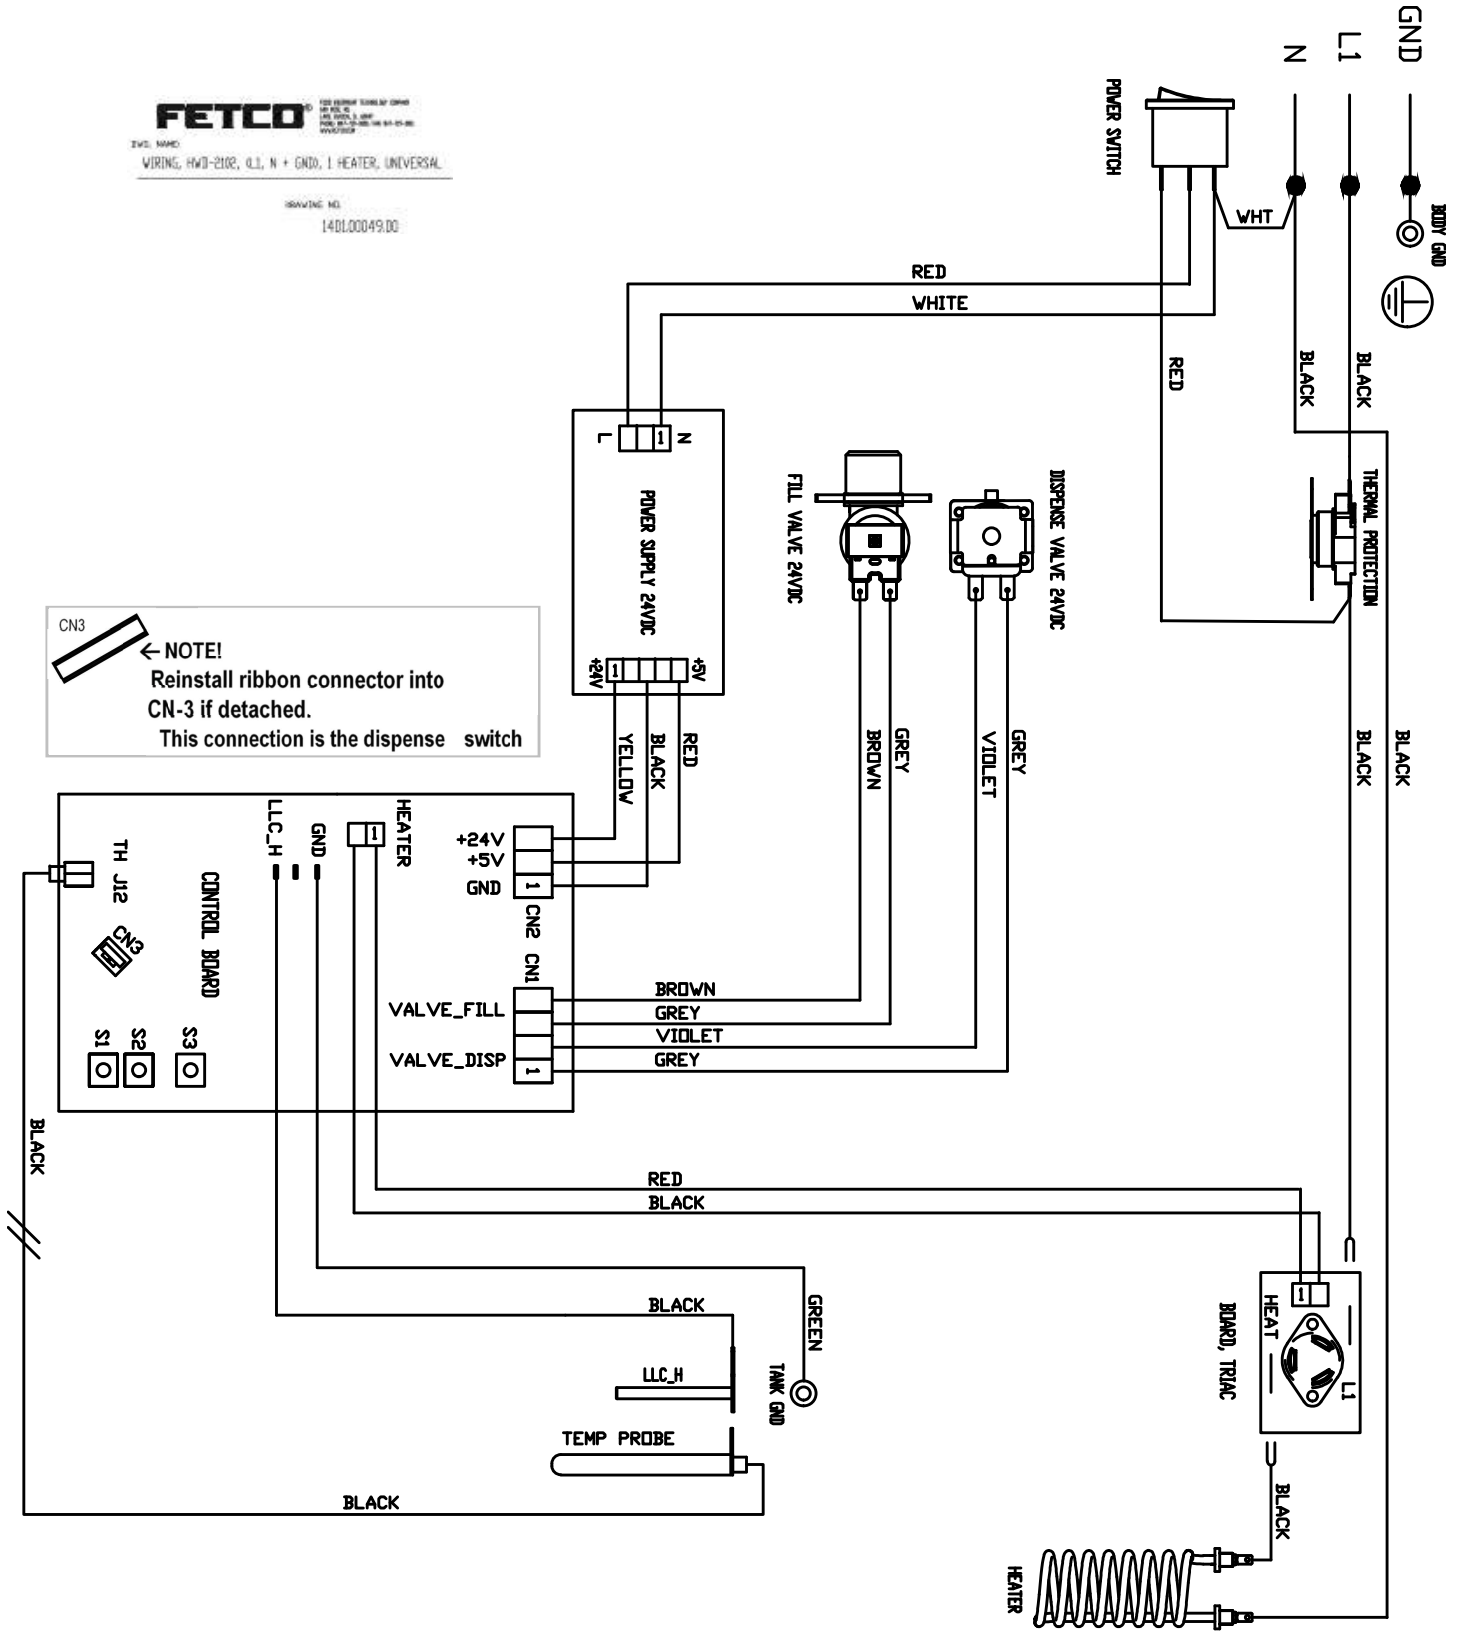 GND
L1
N
POWER SWITCH
BODY GND
WHT
FETCO®
DWG. NAME:
WIRING, HWD-2102, (L1, N + GND), 1 HEATER, UNIVERSAL
DRAWING NO.
1401.00049.00
RED
WHITE
RED
BLACK
BLACK
L
1
N
POWER SUPPLY 24VDC
+24V
1
+5V
FILL VALVE 24VDC
DISPENSE VALVE 24VDC
THERMAL PROTECTION
CN3
← NOTE!
Reinstall ribbon connector into
CN-3 if detached.
This connection is the dispense switch
YELLOW
BLACK
RED
BROWN
GREY
VIOLET
GREY
BLACK
BLACK
LLC_H
GND
HEATER
1
+24V
+5V
GND
1
CN2
TH J12
CN3
CONTROL BOARD
CN1
VALVE_FILL
VALVE_DISP
1
S1
S2
S3
BROWN
GREY
VIOLET
GREY
BLACK
RED
BLACK
BLACK
GREEN
1
HEAT
L1
BOARD, TRIAC
LLC_H
TANK GND
TEMP PROBE
BLACK
BLACK
HEATER